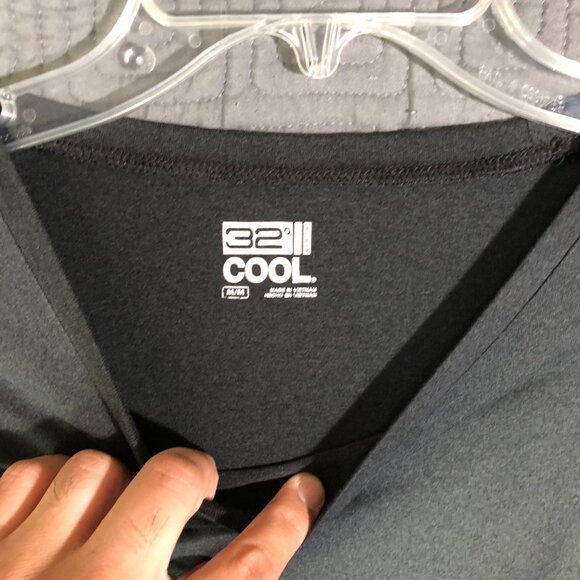 32°
COOL®
M/M
MADE IN VIETNAM
HECHO EN VIETNAM